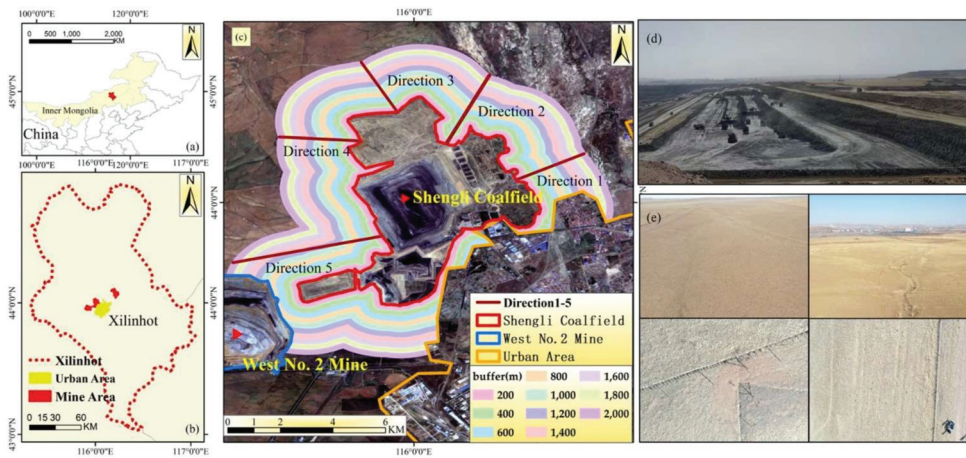 100°0'0"E 120°0'0"E
0 500 1,000 2,000
KM
N
45°0'0"N
Inner Mongolia
China
(a)
100°0'0"E 116°0'0"E 120°0'0"E 117°0'0"E
N
44°0'0"N
Xilinhot
Xilinhot
Urban Area
Mine Area
0 15 30 60
KM
(b)
43°0'0"N
116°0'0"E 117°0'0"E
116°0'0"E
(c)
N
Direction 3
Direction 2
Direction 4
Direction 1
Shengli Coalfield
Direction 5
West No. 2 Mine
45°0'0"N
44°0'0"N
Direction1-5
Shengli Coalfield
West No. 2 Mine
Urban Area
buffer(m)
200
400
600
800
1,000
1,200
1,400
1,600
1,800
2,000
0 1 2 4 6
KM
116°0'0"E
(d)
(e)